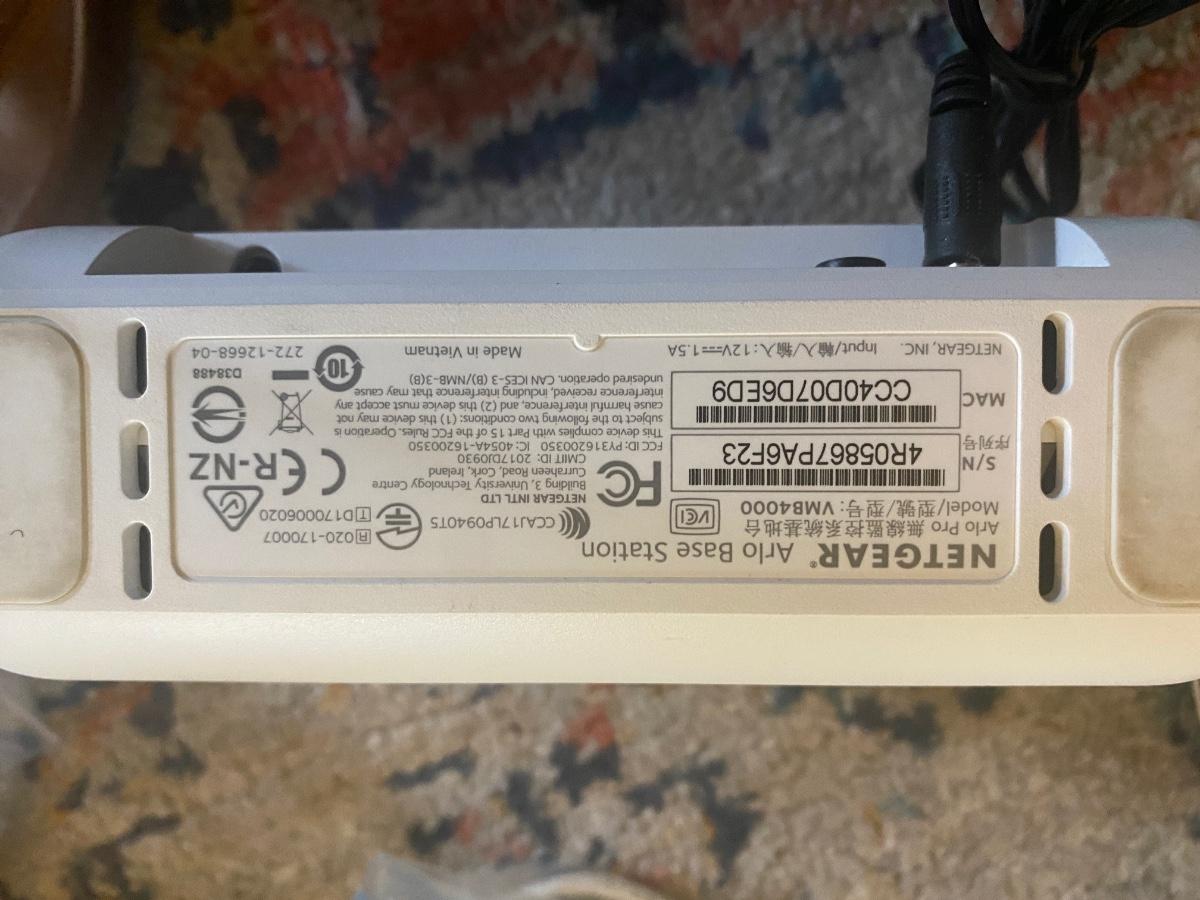 NETGEAR® Arlo Base Station
Arlo Pro 無線監控系統基地台
Model/型號/型号: VMB4000
VCCI
S/N
序列号
4R05867PA6F23
MAC
CC40D07D6ED9
NETGEAR, INC.
Input/輸入/输入: 12V⎓1.5A
CCAJ17LP0940T5
R 020-170007
T D170006020
FC
NETGEAR INT'L LTD
Building 3, University Technology Centre
Curraheen Road, Cork, Ireland
CMIIT ID: 2017DJ0930
FCC ID: PY316200350 IC: 4054A-16200350
This device complies with Part 15 of the FCC Rules. Operation is
subject to the following two conditions: (1) this device may not
cause harmful interference, and (2) this device must accept any
interference received, including interference that may cause
undesired operation. CAN ICES-3 (B)/NMB-3(B)
CE
R-NZ
D38488
10
Made in Vietnam
272-12668-04